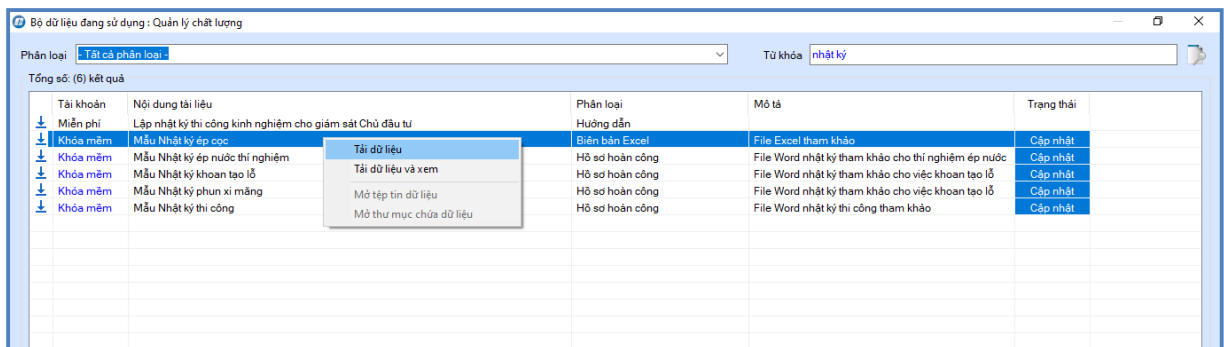 Bộ dữ liệu đang sử dụng : Quản lý chất lượng
Phân loại - Tất cả phân loại - Từ khóa nhật ký
Tổng số: (6) kết quả
Tài khoản Nội dung tài liệu Phân loại Mô tả Trạng thái
Miễn phí Lập nhật ký thi công kinh nghiệm cho giám sát Chủ đầu tư Hướng dẫn
Khóa mềm Mẫu Nhật ký ép cọc Biên bản Excel File Excel tham khảo Cập nhật
Khóa mềm Mẫu Nhật ký ép nước thí nghiệm Hồ sơ hoàn công File Word nhật ký tham khảo cho thí nghiệm ép nước Cập nhật
Khóa mềm Mẫu Nhật ký khoan tạo lỗ Hồ sơ hoàn công File Word nhật ký tham khảo cho việc khoan tạo lỗ Cập nhật
Khóa mềm Mẫu Nhật ký phun xi măng Hồ sơ hoàn công File Word nhật ký tham khảo cho việc khoan tạo lỗ Cập nhật
Khóa mềm Mẫu Nhật ký thi công Hồ sơ hoàn công File Word nhật ký thi công tham khảo Cập nhật
Tải dữ liệu
Tải dữ liệu và xem
Mở tệp tin dữ liệu
Mở thư mục chứa dữ liệu